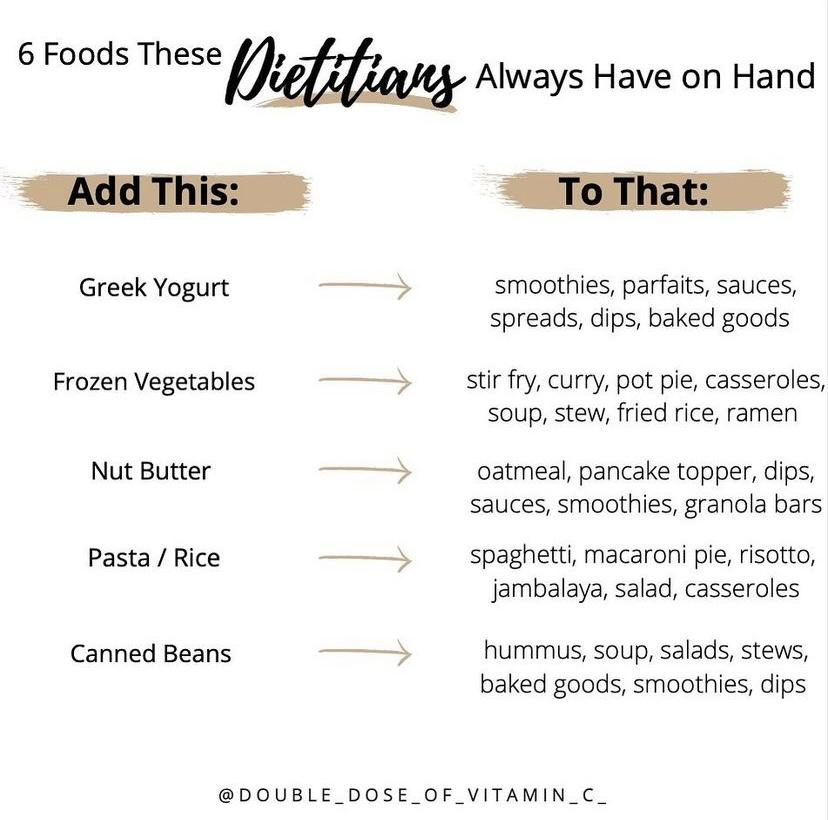 6 Foods These Dietitians Always Have on Hand
Add This:
To That:
Greek Yogurt
smoothies, parfaits, sauces,
spreads, dips, baked goods
Frozen Vegetables
stir fry, curry, pot pie, casseroles,
soup, stew, fried rice, ramen
Nut Butter
oatmeal, pancake topper, dips,
sauces, smoothies, granola bars
Pasta / Rice
spaghetti, macaroni pie, risotto,
jambalaya, salad, casseroles
Canned Beans
hummus, soup, salads, stews,
baked goods, smoothies, dips
@DOUBLE_DOSE_OF_VITAMIN_C_